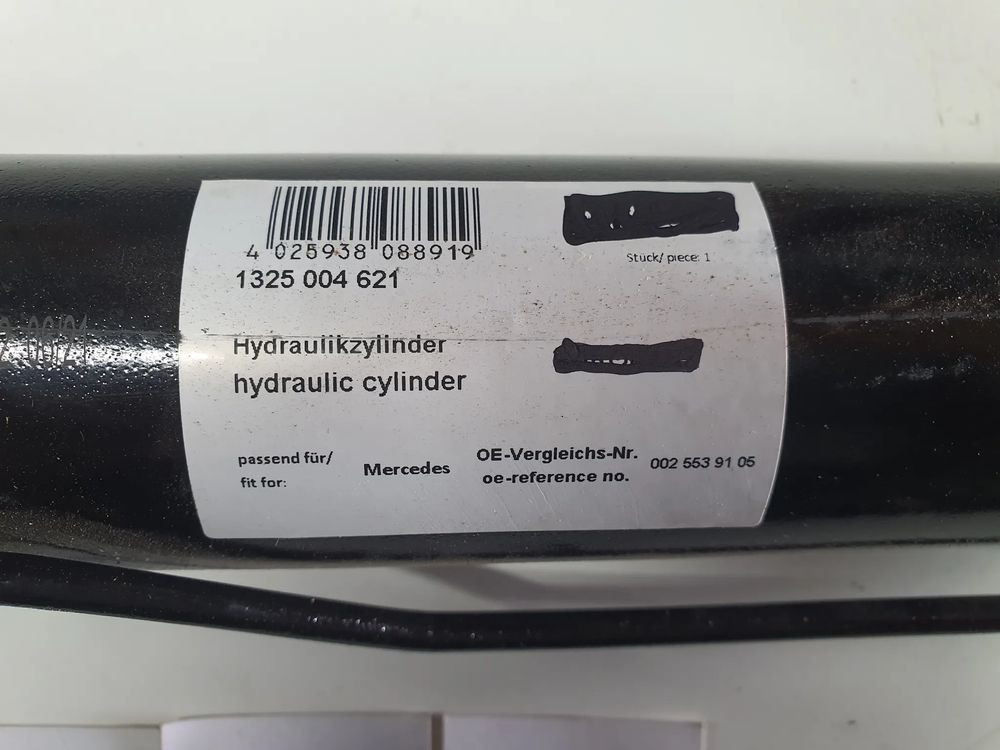 4 025938 088919
1325 004 621
Stück/ piece: 1
Hydraulikzylinder
hydraulic cylinder
passend für/
fit for:
Mercedes
OE-Vergleichs-Nr.
oe-reference no.
002 553 91 05